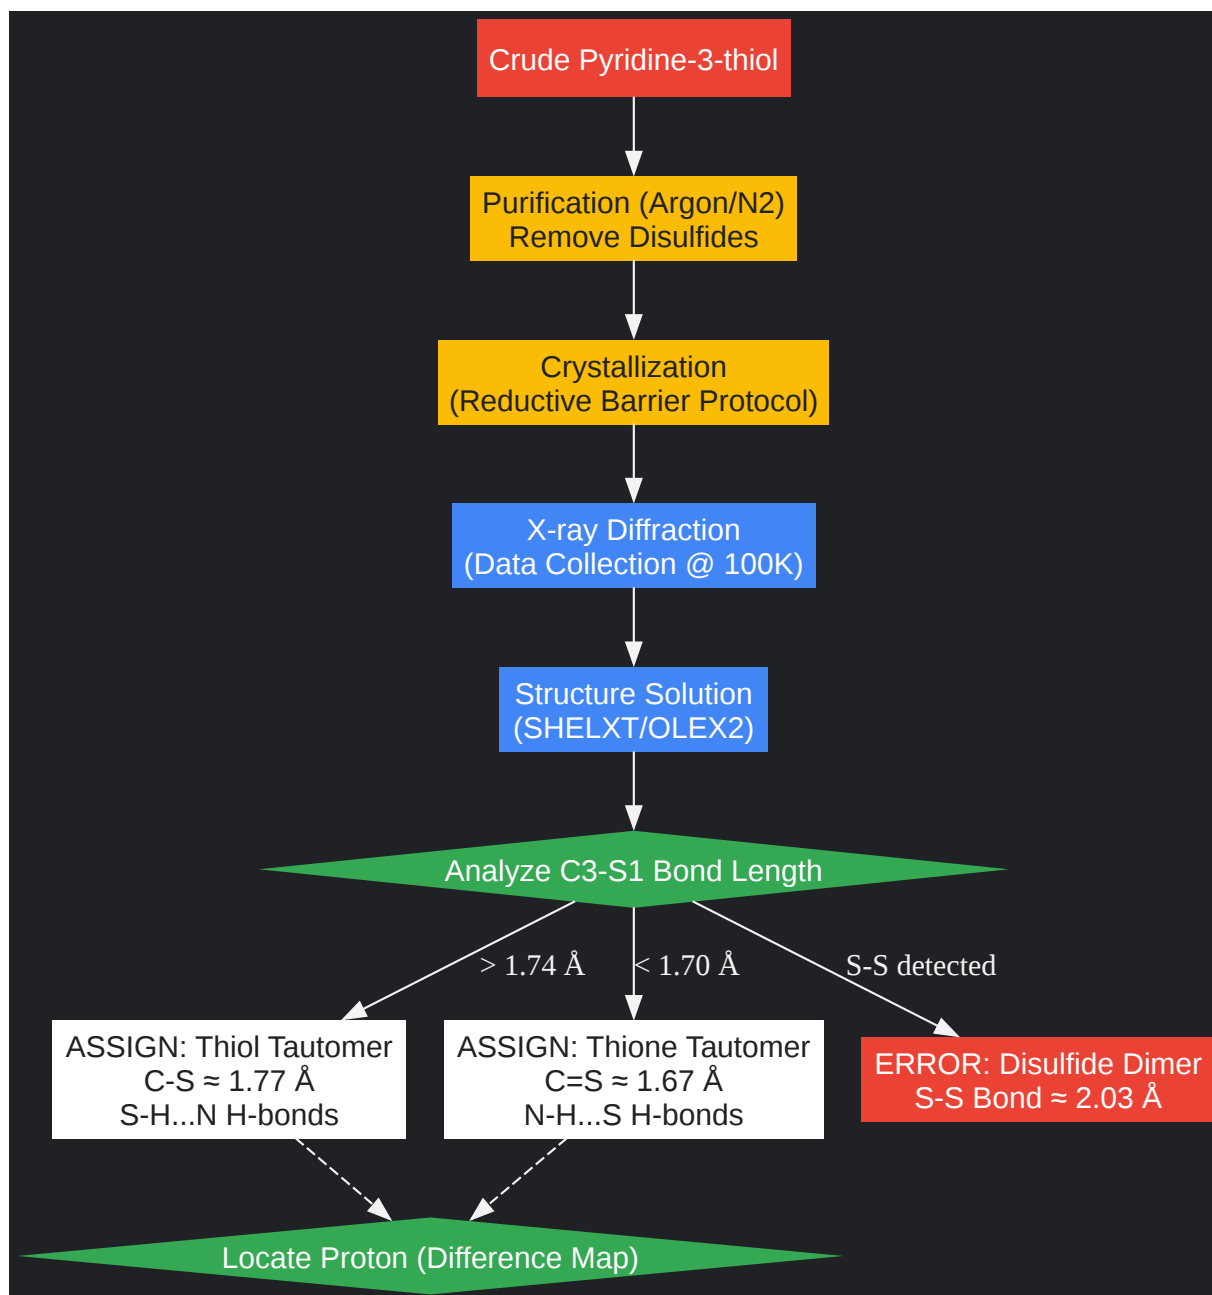 Crude Pyridine-3-thiol
Purification (Argon/N2)
Remove Disulfides
Crystallization
(Reductive Barrier Protocol)
X-ray Diffraction
(Data Collection @ 100K)
Structure Solution
(SHELXT/OLEX2)
Analyze C3-S1 Bond Length
> 1.74 Å
< 1.70 Å
S-S detected
ASSIGN: Thiol Tautomer
C-S ≈ 1.77 Å
S-H...N H-bonds
ASSIGN: Thione Tautomer
C=S ≈ 1.67 Å
N-H...S H-bonds
ERROR: Disulfide Dimer
S-S Bond ≈ 2.03 Å
Locate Proton (Difference Map)